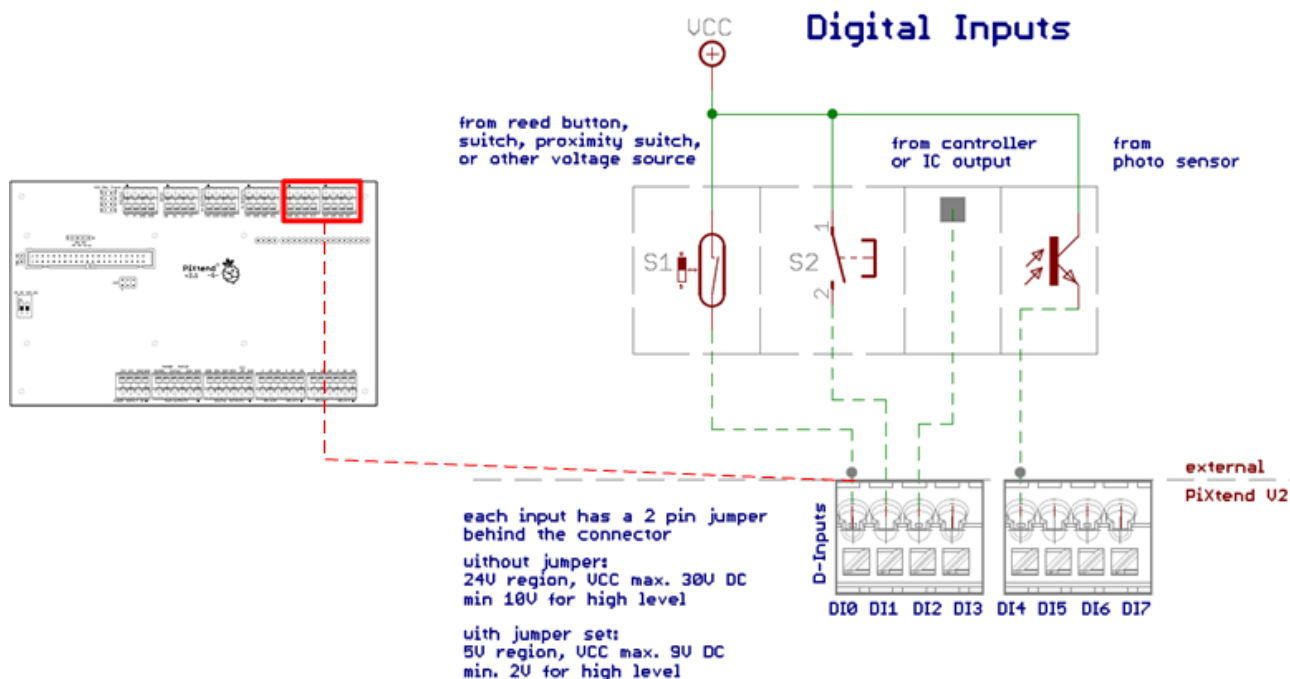 Digital Inputs
VCC
from reed button,
switch, proximity switch,
or other voltage source
from controller
or IC output
from
photo sensor
S1
S2
1
2
PiXtend
external
PiXtend V2
D-Inputs
DI0 DI1 DI2 DI3
DI4 DI5 DI6 DI7
each input has a 2 pin jumper
behind the connector
without jumper:
24V region, VCC max. 30V DC
min 10V for high level
with jumper set:
5V region, VCC max. 9V DC
min. 2V for high level